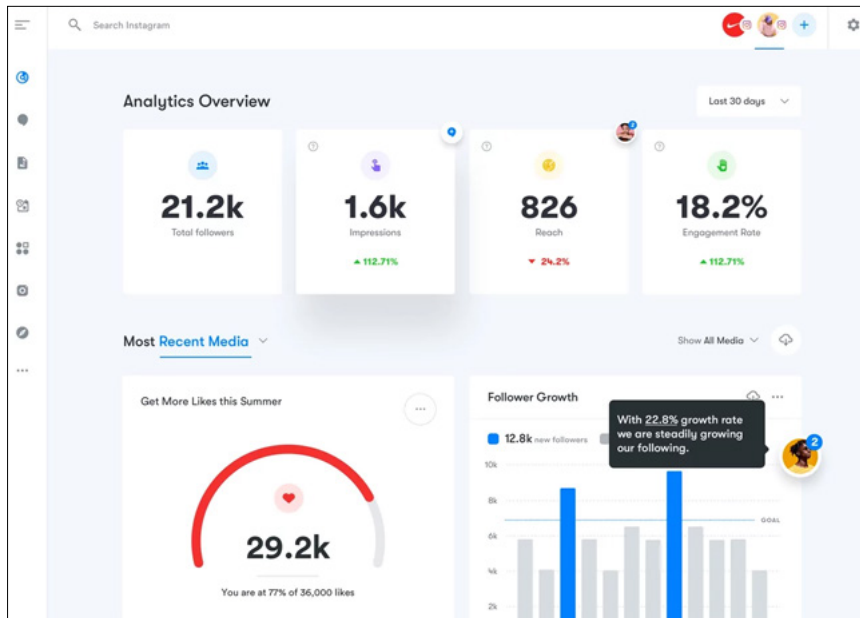 Search Instagram
Analytics Overview
Last 30 days
21.2k
Total followers
1.6k
Impressions
112.71%
826
Reach
24.2%
18.2%
Engagement Rate
112.71%
Most Recent Media
Show All Media
Get More Likes this Summer
29.2k
You are at 77% of 36,000 likes
Follower Growth
12.8k new followers
With 22.8% growth rate
we are steadily growing
our following.
2
10k
8k
GOAL
6k
4k
2k